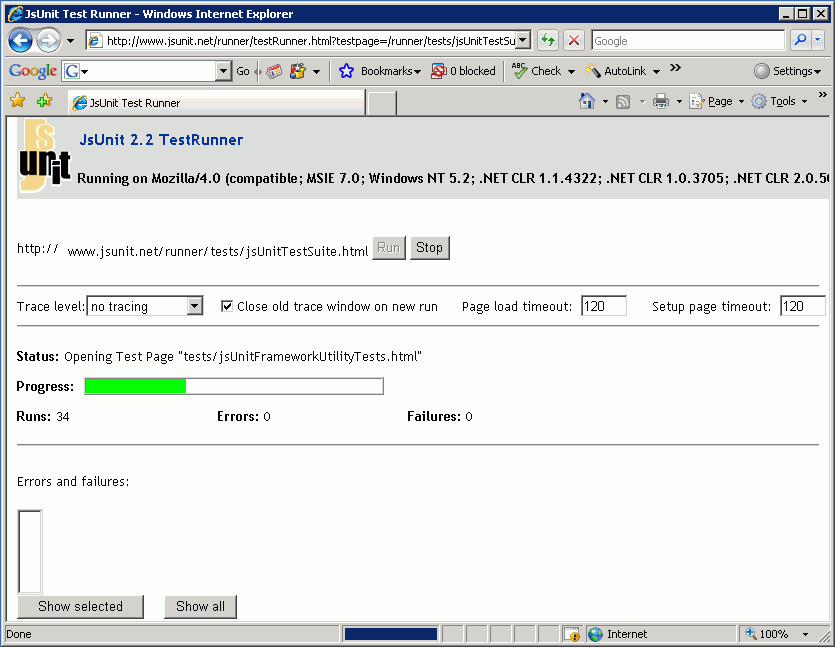 JsUnit Test Runner - Windows Internet Explorer
http://www.jsunit.net/runner/testRunner.html?testpage=/runner/tests/jsUnitTestSu
Google
Google G Go Bookmarks 0 blocked ABC Check AutoLink » Settings
JsUnit Test Runner Page Tools »
js unit
JsUnit 2.2 TestRunner
Running on Mozilla/4.0 (compatible; MSIE 7.0; Windows NT 5.2; .NET CLR 1.1.4322; .NET CLR 1.0.3705; .NET CLR 2.0.50
http:// www.jsunit.net/runner/tests/jsUnitTestSuite.html Run Stop
Trace level: no tracing Close old trace window on new run Page load timeout: 120 Setup page timeout: 120
Status: Opening Test Page "tests/jsUnitFrameworkUtilityTests.html"
Progress:
Runs: 34 Errors: 0 Failures: 0
Errors and failures:
Show selected Show all
Done Internet 100%